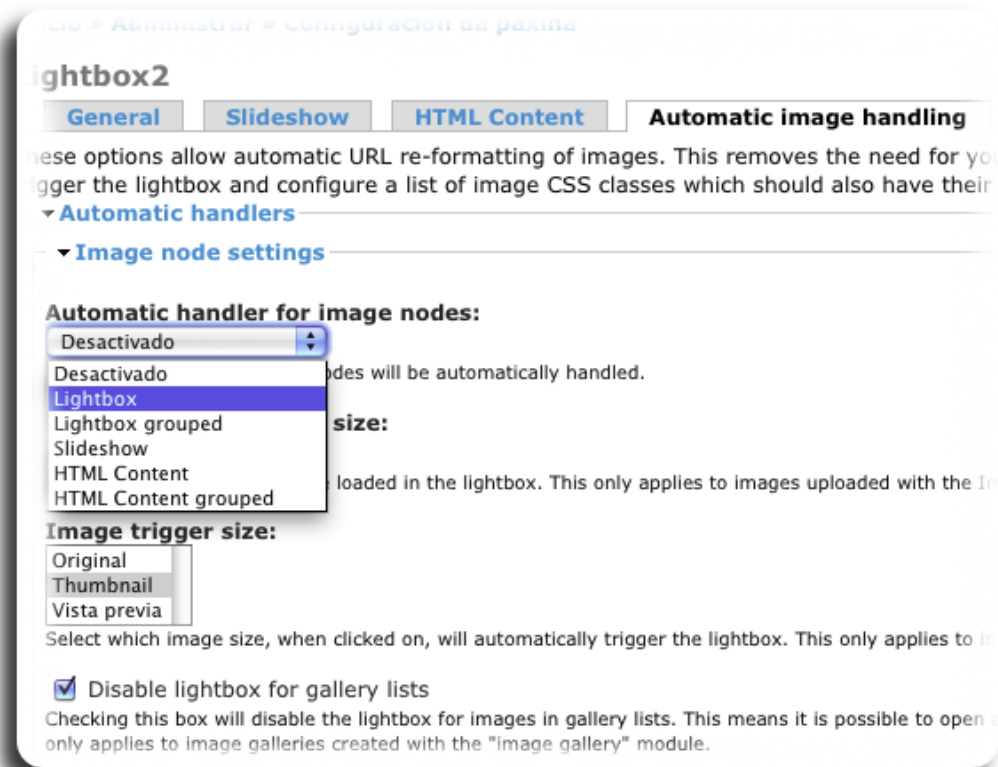 cio » Administrar » Configuración da páxina
ightbox2
General Slideshow HTML Content Automatic image handling
hese options allow automatic URL re-formatting of images. This removes the need for you
igger the lightbox and configure a list of image CSS classes which should also have their
Automatic handlers
Image node settings
Automatic handler for image nodes:
Desactivado
Desactivado
odes will be automatically handled.
Lightbox
Lightbox grouped
size:
Slideshow
HTML Content
loaded in the lightbox. This only applies to images uploaded with the Im
HTML Content grouped
Image trigger size:
Original
Thumbnail
Vista previa
Select which image size, when clicked on, will automatically trigger the lightbox. This only applies to im
Disable lightbox for gallery lists
Checking this box will disable the lightbox for images in gallery lists. This means it is possible to open a
only applies to image galleries created with the "image gallery" module.